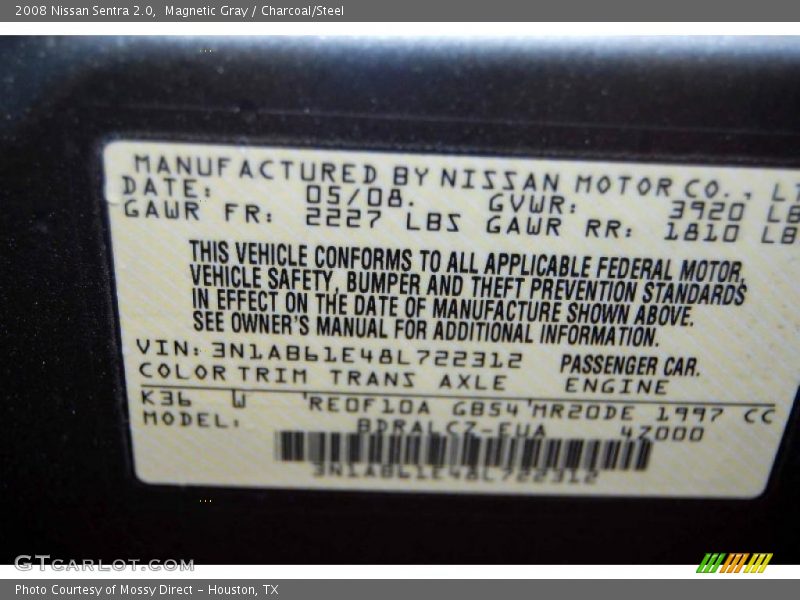 2008 Nissan Sentra 2.0, Magnetic Gray / Charcoal/Steel
MANUFACTURED BY NISSAN MOTOR CO., LT
DATE: 05/08. GVWR: 3920 LB
GAWR FR: 2227 LBS GAWR RR: 1810 LB
THIS VEHICLE CONFORMS TO ALL APPLICABLE FEDERAL MOTOR
VEHICLE SAFETY, BUMPER AND THEFT PREVENTION STANDARDS
IN EFFECT ON THE DATE OF MANUFACTURE SHOWN ABOVE.
SEE OWNER'S MANUAL FOR ADDITIONAL INFORMATION.
VIN: 3N1AB61E48L722312 PASSENGER CAR.
COLOR TRIM TRANS AXLE ENGINE
K36 W RE0F10A GB54 MR20DE 1997 CC
MODEL: BDRALCZ-EUA 4Z000
3N1AB61E48L722312
GTCARLOT.COM
Photo Courtesy of Mossy Direct – Houston, TX